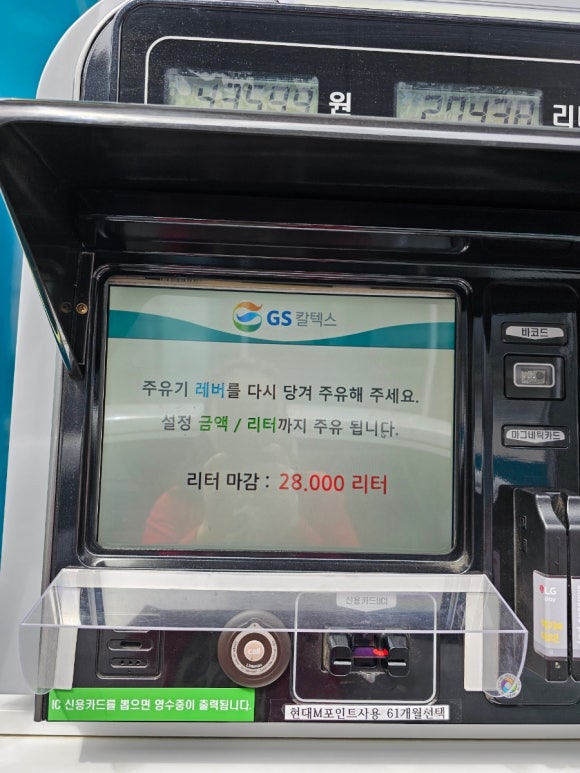 원
리터
GS 칼텍스
주유기 레버를 다시 당겨 주유해 주세요.
설정 금액 / 리터까지 주유 됩니다.
리터 마감 : 28.000 리터
바코드
마그네틱카드
신용카드(IC)
call
LG
IC 신용카드를 뽑으면 영수증이 출력됩니다.
현대M포인트사용 61개월선택